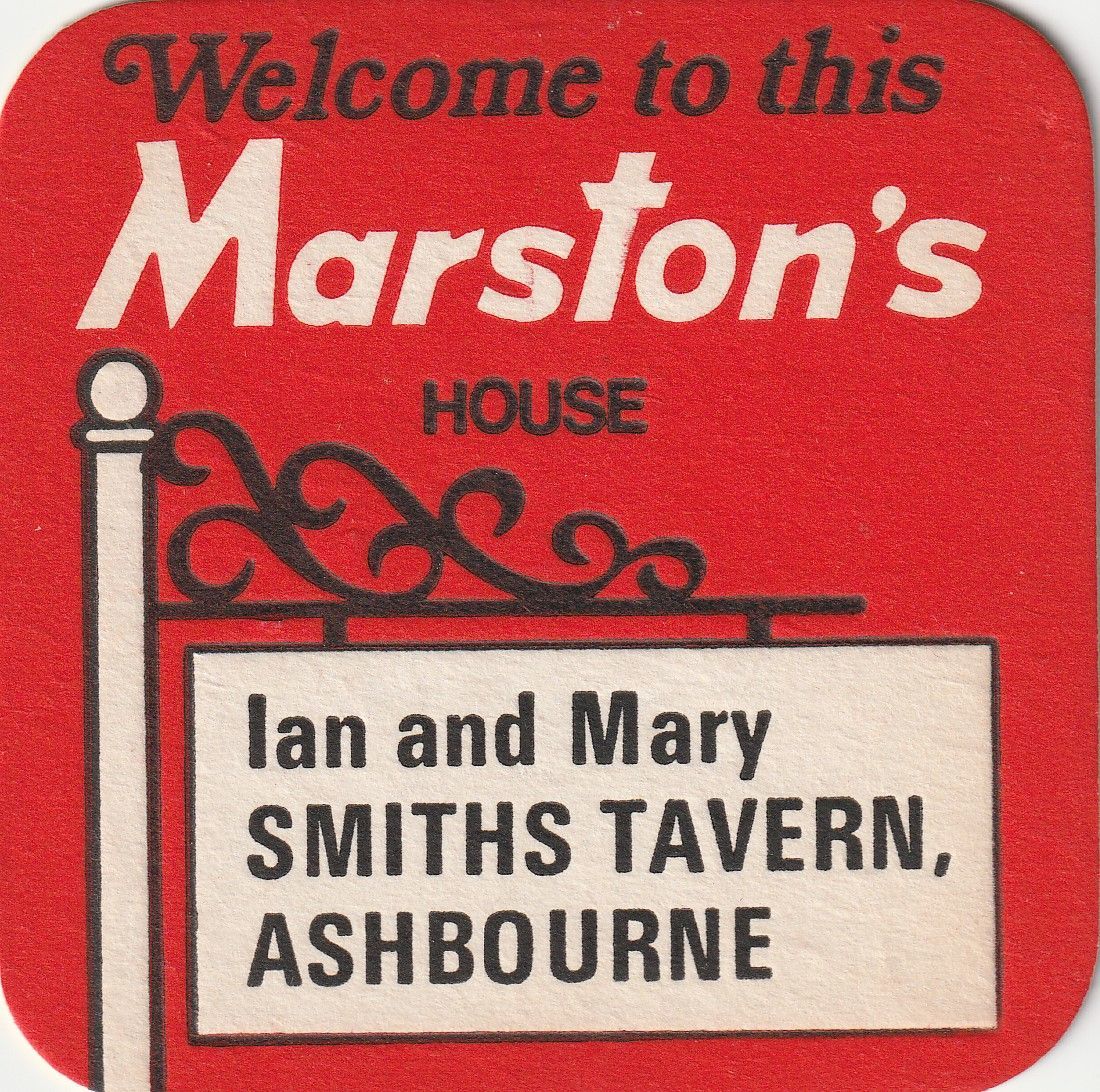 Welcome to this
Marston's
HOUSE
Ian and Mary
SMITHS TAVERN,
ASHBOURNE